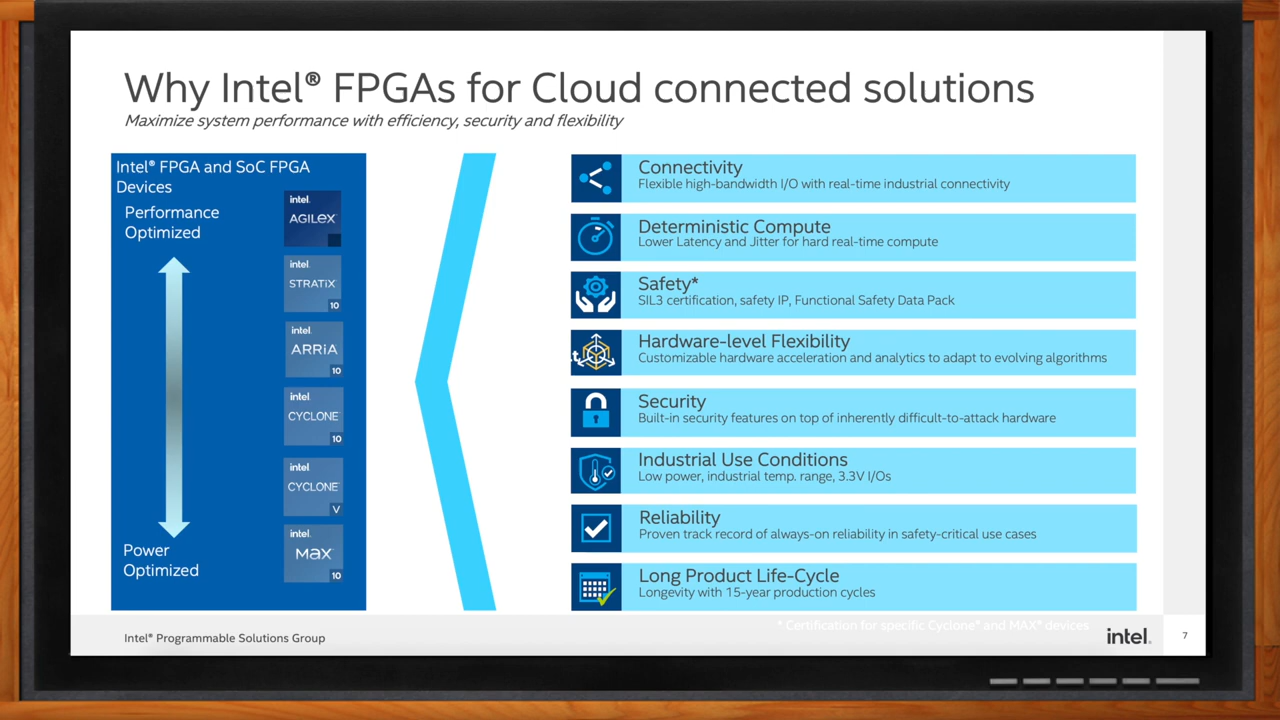 Why Intel® FPGAs for Cloud connected solutions
Maximize system performance with efficiency, security and flexibility
Intel® FPGA and SoC FPGA
Devices
Performance
Optimized
intel.
AGILEX
intel.
STRATIX
10
intel.
ARRIA
10
intel.
CYCLONE
10
intel.
CYCLONE
V
intel.
MAX
10
Power
Optimized
Connectivity
Flexible high-bandwidth I/O with real-time industrial connectivity
Deterministic Compute
Lower Latency and Jitter for hard real-time compute
Safety*
SIL3 certification, safety IP, Functional Safety Data Pack
t
Hardware-level Flexibility
Customizable hardware acceleration and analytics to adapt to evolving algorithms
Security
Built-in security features on top of inherently difficult-to-attack hardware
Industrial Use Conditions
Low power, industrial temp. range, 3.3V I/Os
Reliability
Proven track record of always-on reliability in safety-critical use cases
Long Product Life-Cycle
Longevity with 15-year production cycles
* Certification for specific Cyclone® and MAX® devices
Intel® Programmable Solutions Group
intel.
7